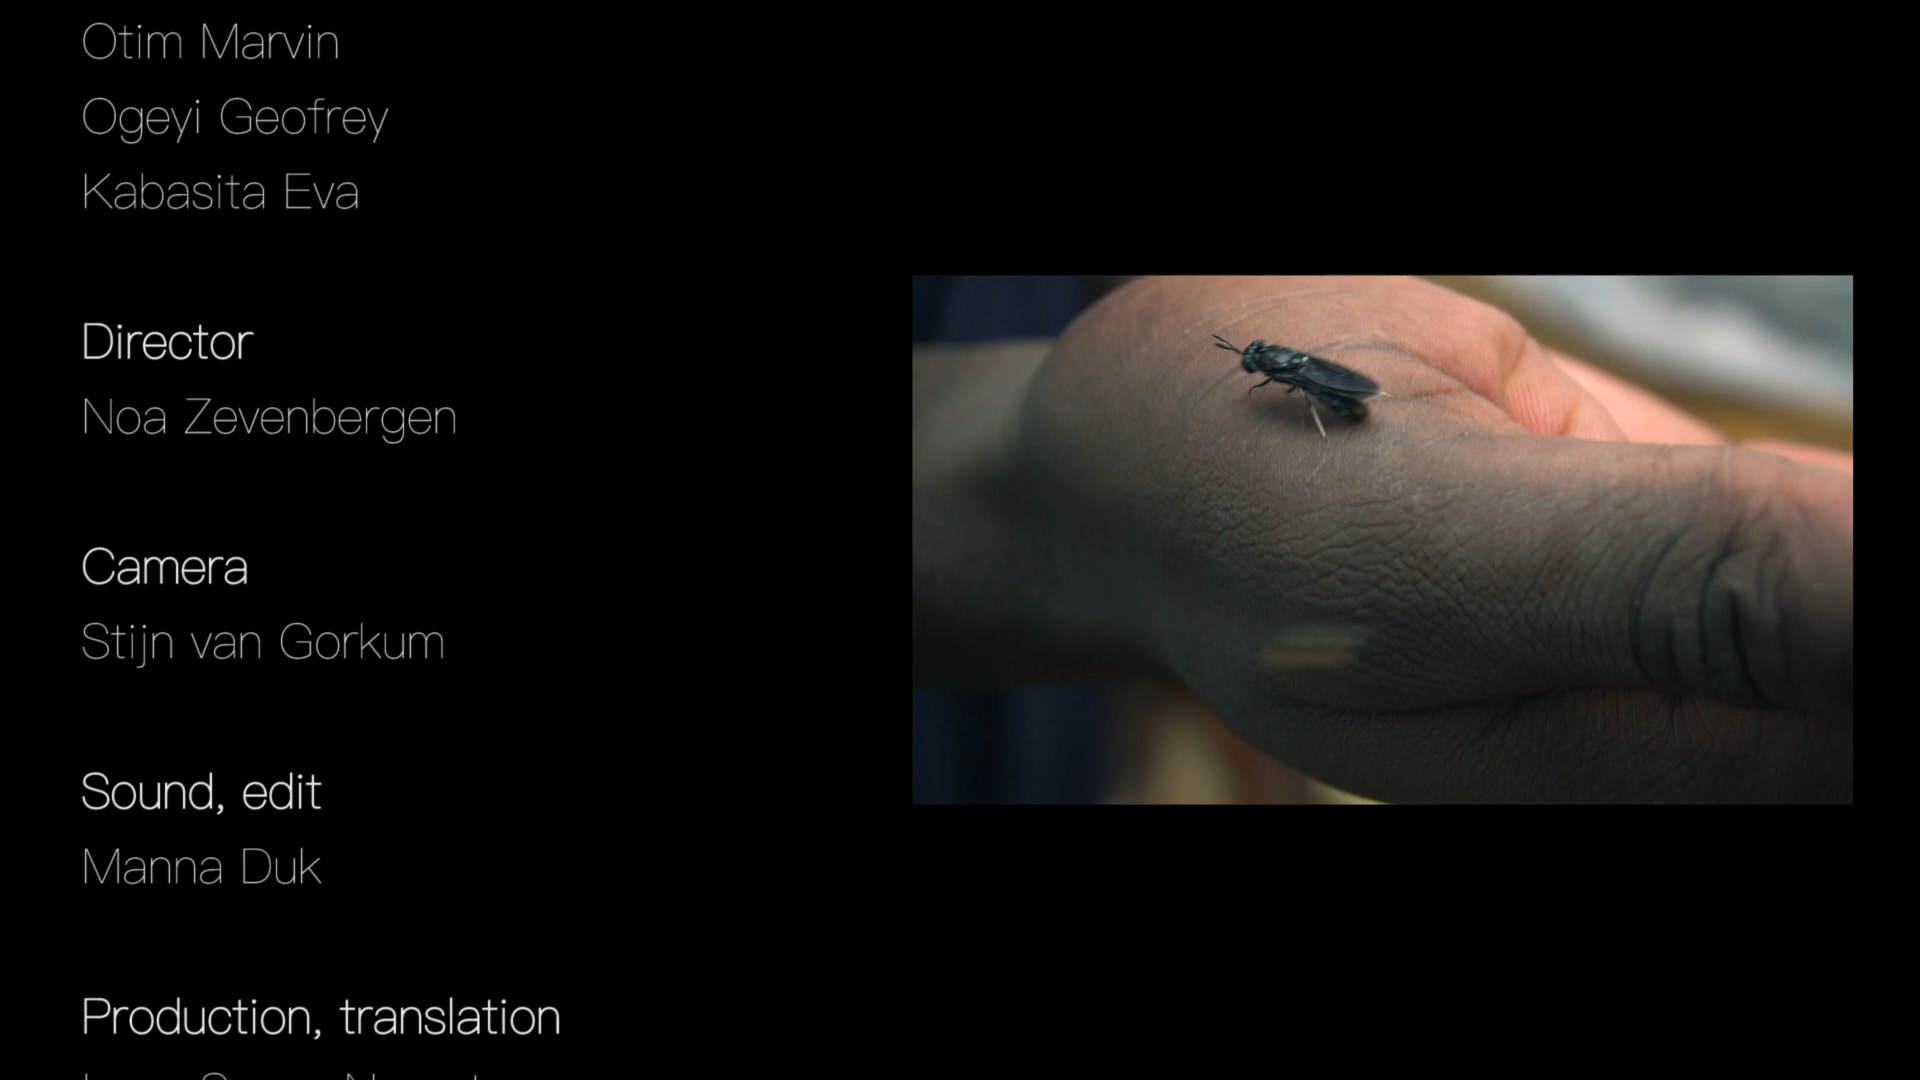 Otim Marvin
Ogeyi Geofrey
Kabasita Eva
Director
Noa Zevenbergen
Camera
Stijn van Gorkum
Sound, edit
Manna Duk
Production, translation